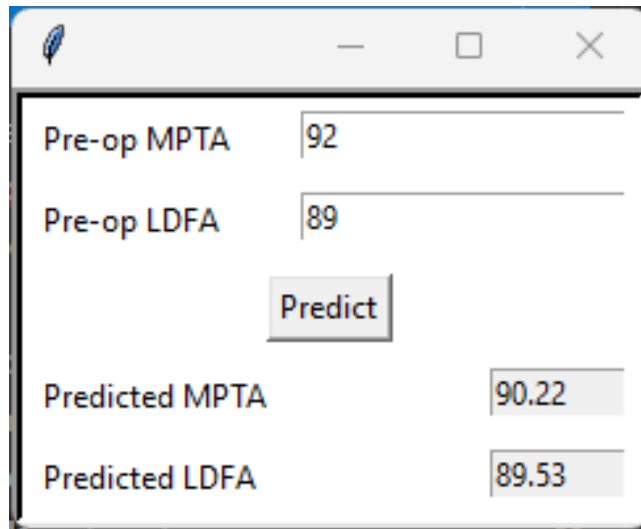 Pre-op MPTA 92
Pre-op LDFA 89
Predict
Predicted MPTA 90.22
Predicted LDFA 89.53